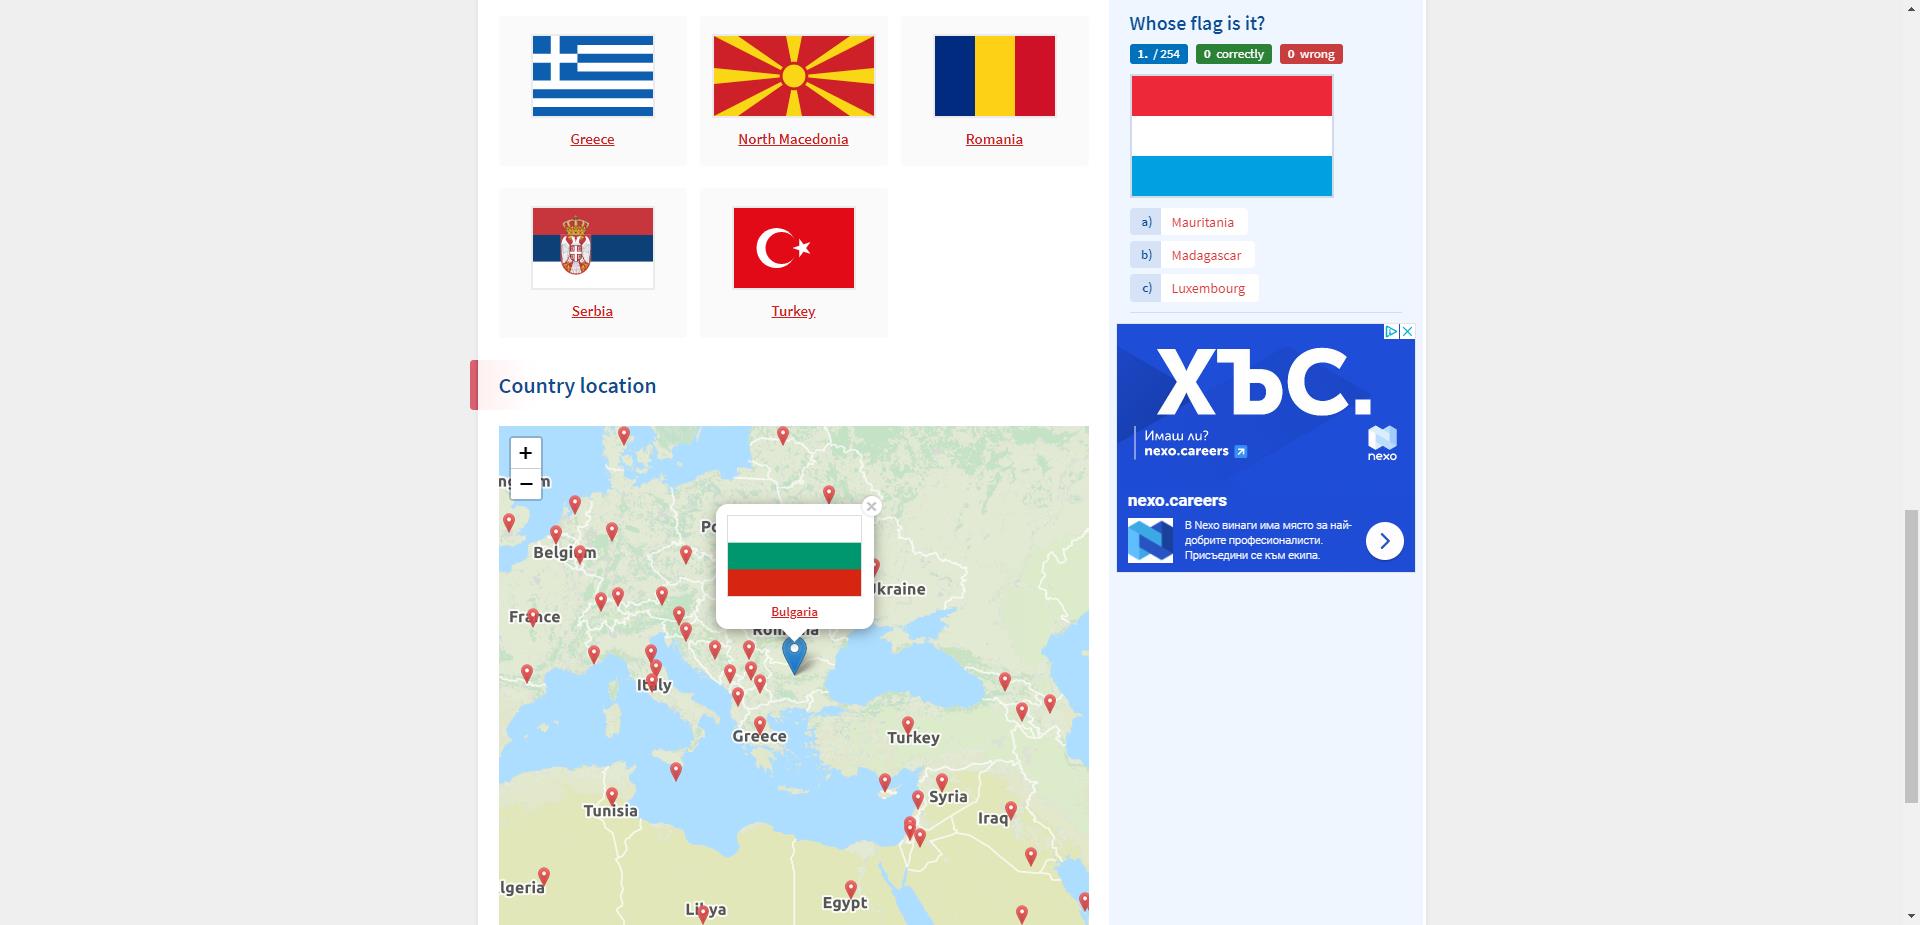 Greece
North Macedonia
Romania
Serbia
Turkey
Country location
+
−
Belgium
France
Ukraine
Bulgaria
Romania
Italy
Greece
Turkey
Tunisia
Syria
Iraq
lgeria
Libya
Egypt
Whose flag is it?
1. / 254
0 correctly
0 wrong
a) Mauritania
b) Madagascar
c) Luxembourg
ХЪС.
Имаш ли?
nexo.careers
nexo
nexo.careers
В Nexo винаги има място за най-
добрите професионалисти.
Присъедини се към екипа.